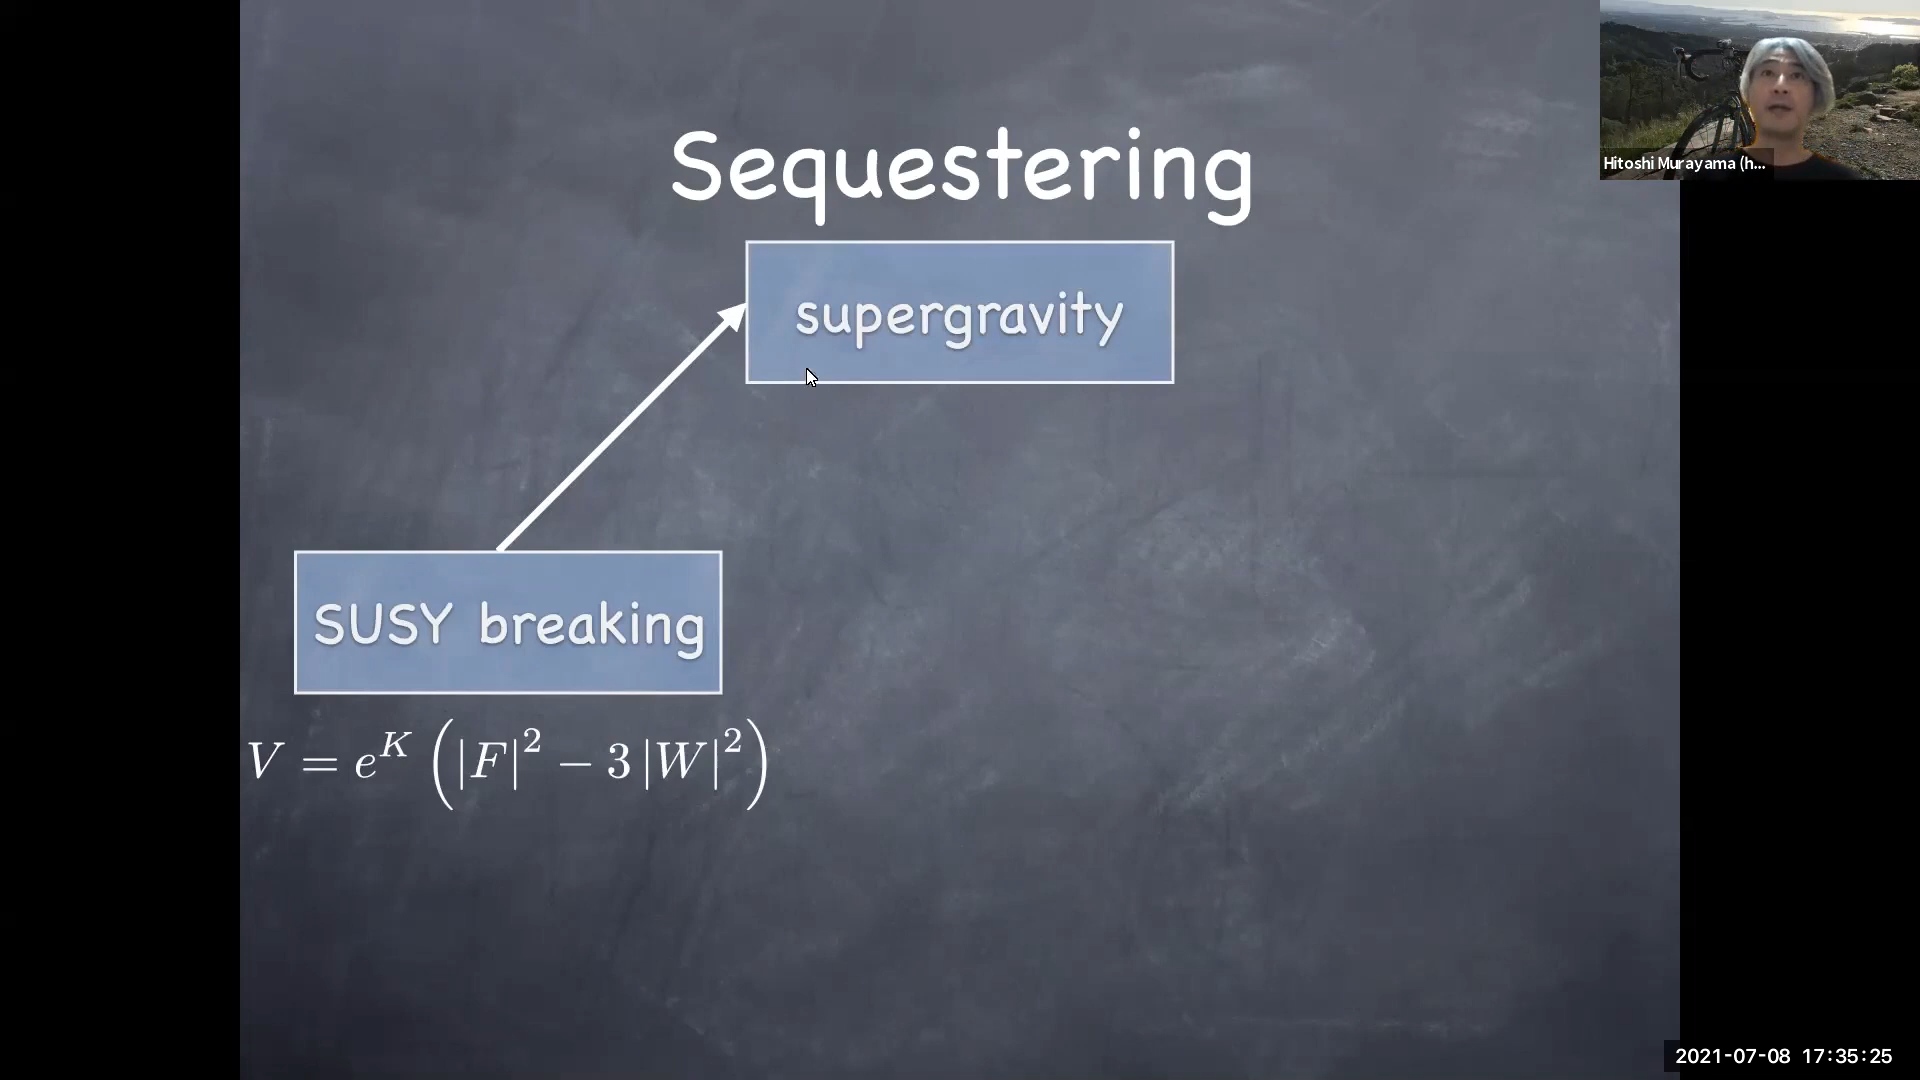 Sequestering
supergravity
SUSY breaking
V = e^K (|F|^2 − 3 |W|^2)
Hitoshi Murayama (h...
2021-07-08 17:35:25